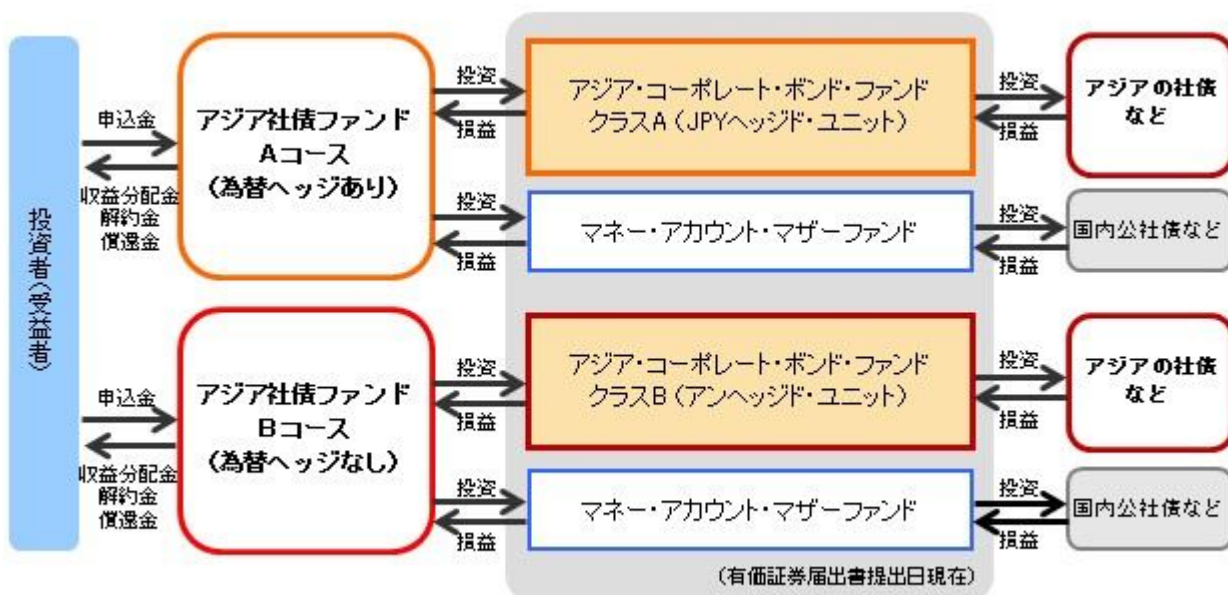 投資者(受益者)
申込金
収益分配金
解約金
償還金
アジア社債ファンド
Aコース
(為替ヘッジあり)
投資
損益
アジア・コーポレート・ボンド・ファンド
クラスA(JPYヘッジド・ユニット)
投資
損益
アジアの社債
など
投資
損益
マネー・アカウント・マザーファンド
投資
損益
国内公社債など
申込金
収益分配金
解約金
償還金
アジア社債ファンド
Bコース
(為替ヘッジなし)
投資
損益
アジア・コーポレート・ボンド・ファンド
クラスB(アンヘッジド・ユニット)
投資
損益
アジアの社債
など
投資
損益
マネー・アカウント・マザーファンド
投資
損益
国内公社債など
(有価証券届出書提出日現在)